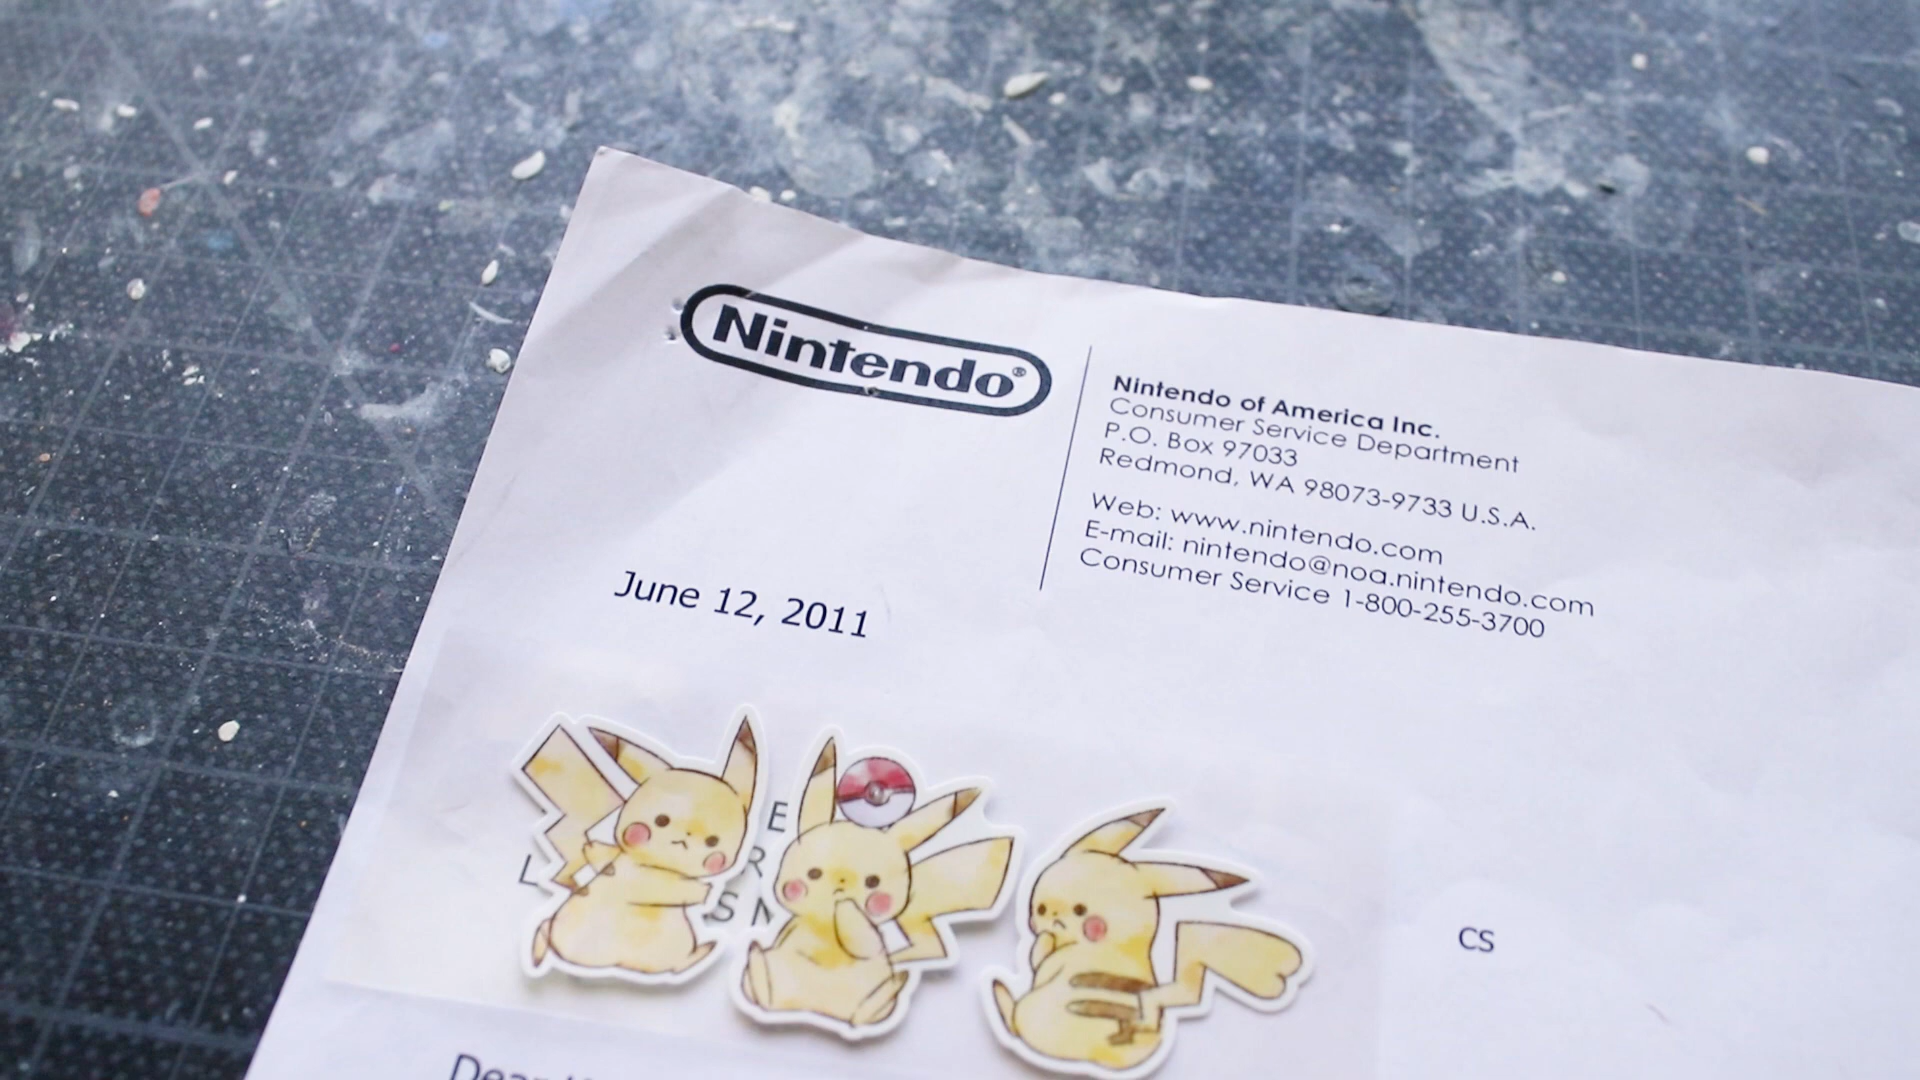 Nintendo®
Nintendo of America Inc.
Consumer Service Department
P.O. Box 97033
Redmond, WA 98073-9733 U.S.A.
Web: www.nintendo.com
E-mail: nintendo@noa.nintendo.com
Consumer Service 1-800-255-3700
June 12, 2011
CS